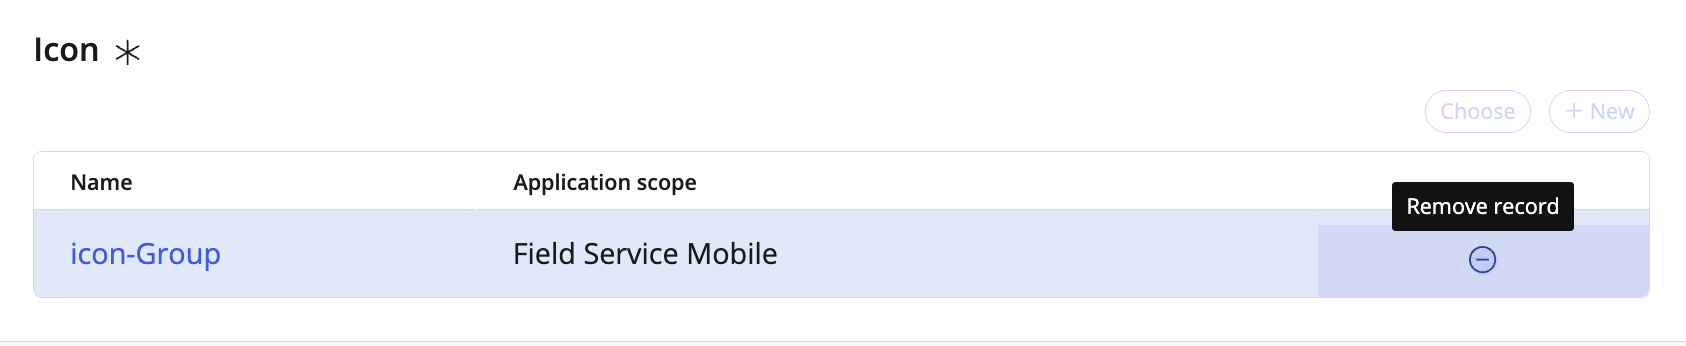 Icon
Choose + New
Name Application scope
Remove record
icon-Group Field Service Mobile